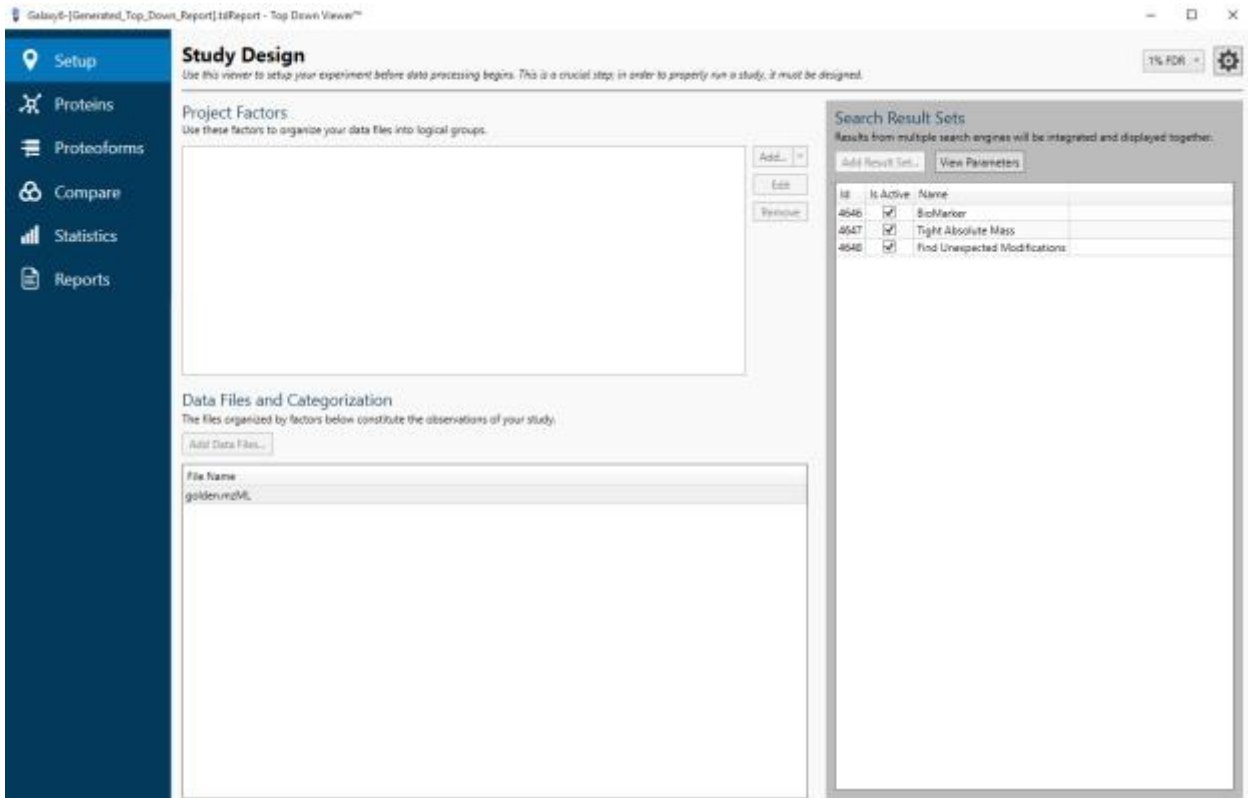 Galaxy6-[Generated_Top_Down_Report].tdReport - Top Down Viewer™
Setup
Proteins
Proteoforms
Compare
Statistics
Reports
Study Design
Use this viewer to setup your experiment before data processing begins. This is a crucial step; in order to properly run a study, it must be designed.
1% FDR
Project Factors
Use these factors to organize your data files into logical groups.
Add...
Edit
Remove
Data Files and Categorization
The files organized by factors below constitute the observations of your study.
Add Data Files...
File Name
golden.mzML
Search Result Sets
Results from multiple search engines will be integrated and displayed together.
Add Result Set... View Parameters
Id Is Active Name
4646 BioMarker
4647 Tight Absolute Mass
4648 Find Unexpected Modifications